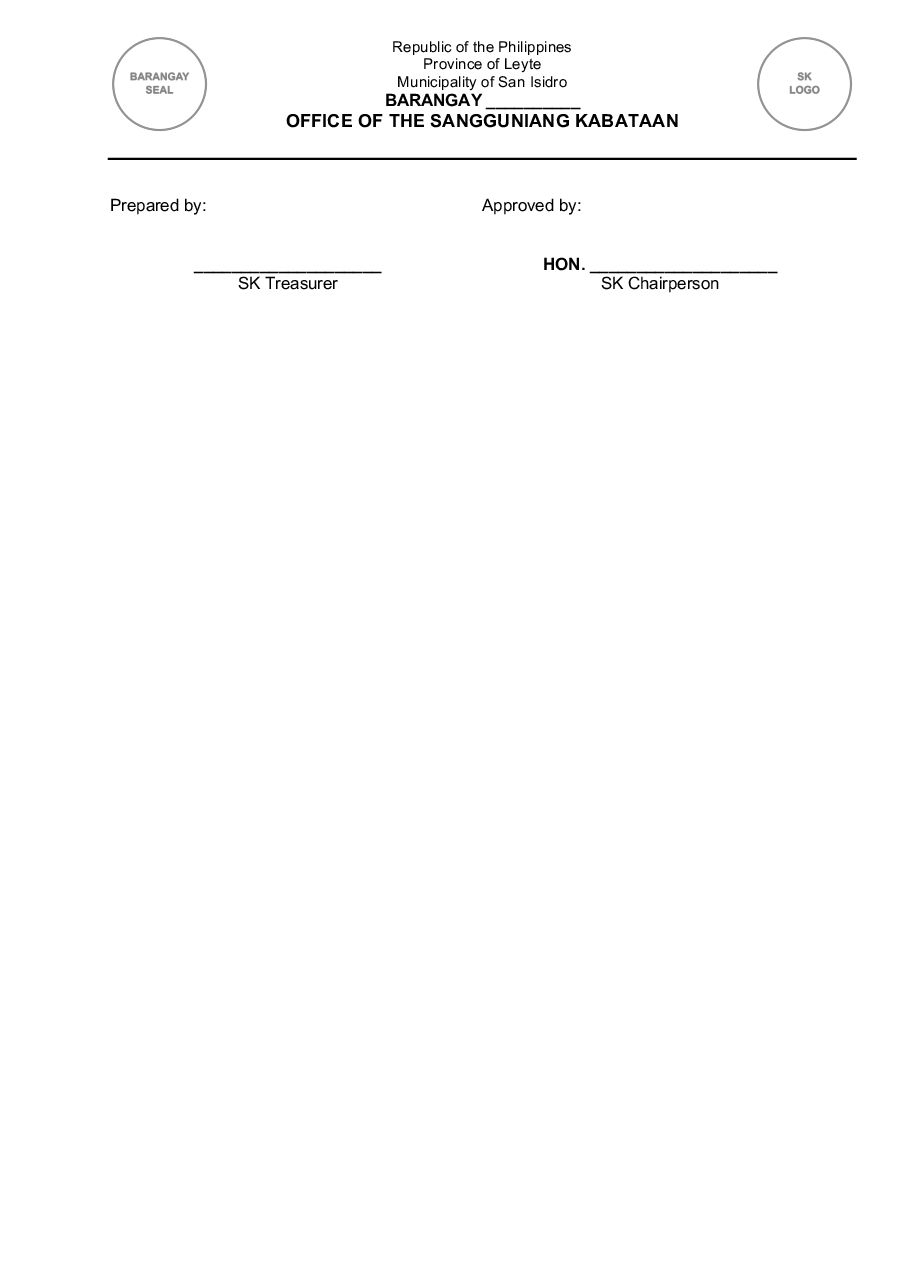 BARANGAY
SEAL
Republic of the Philippines
Province of Leyte
Municipality of San Isidro
BARANGAY __________
OFFICE OF THE SANGGUNIANG KABATAAN
SK
LOGO
Prepared by: Approved by:
____________________ HON. ____________________
SK Treasurer SK Chairperson